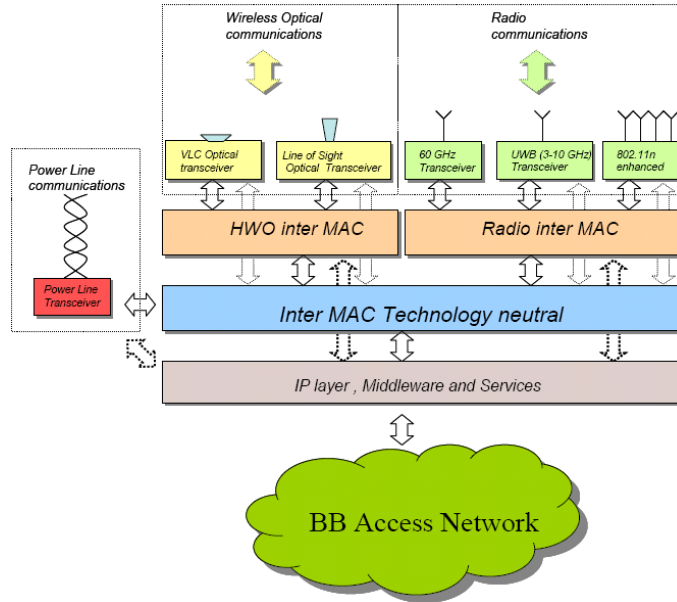 Wireless Optical
communications
Radio
communications
VLC Optical
transceiver
Line of Sight
Optical Transceiver
60 GHz
Transceiver
UWB (3-10 GHz)
Transceiver
802.11n
enhanced
Power Line
communications
HWO inter MAC
Radio inter MAC
Power Line
Transceiver
Inter MAC Technology neutral
IP layer , Middleware and Services
BB Access Network